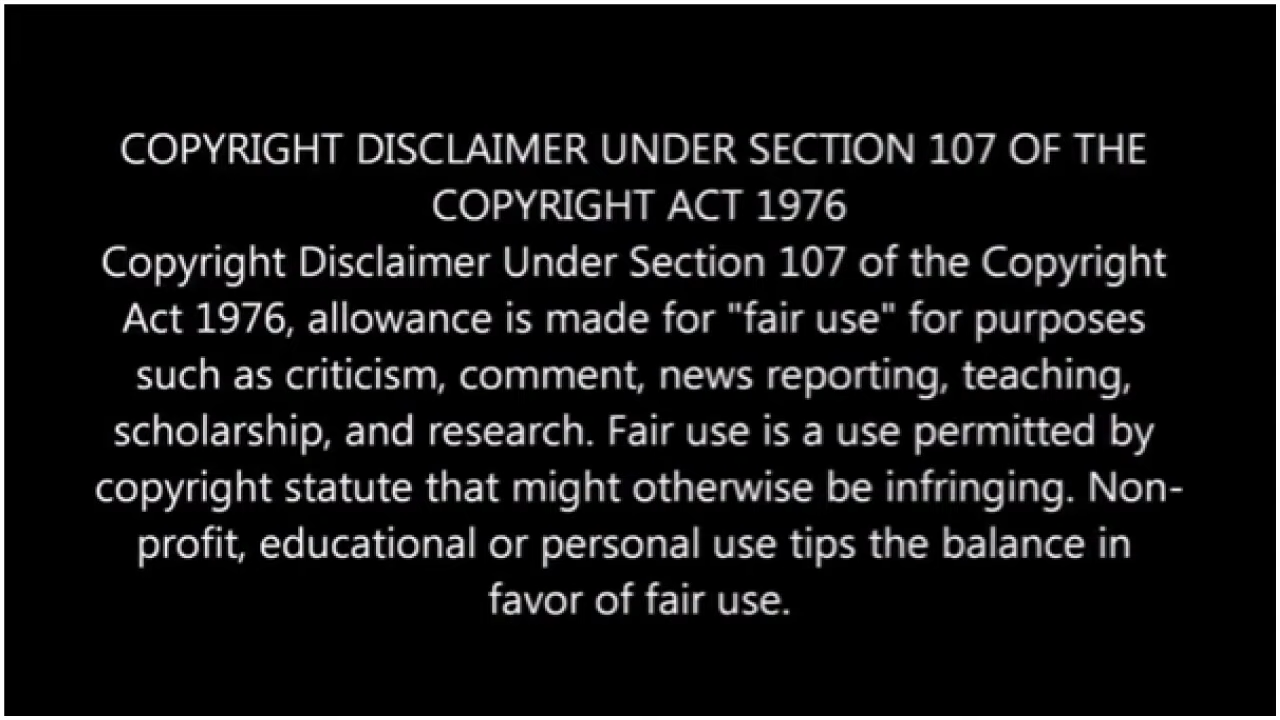 COPYRIGHT DISCLAIMER UNDER SECTION 107 OF THE
COPYRIGHT ACT 1976
Copyright Disclaimer Under Section 107 of the Copyright
Act 1976, allowance is made for "fair use" for purposes
such as criticism, comment, news reporting, teaching,
scholarship, and research. Fair use is a use permitted by
copyright statute that might otherwise be infringing. Non-
profit, educational or personal use tips the balance in
favor of fair use.